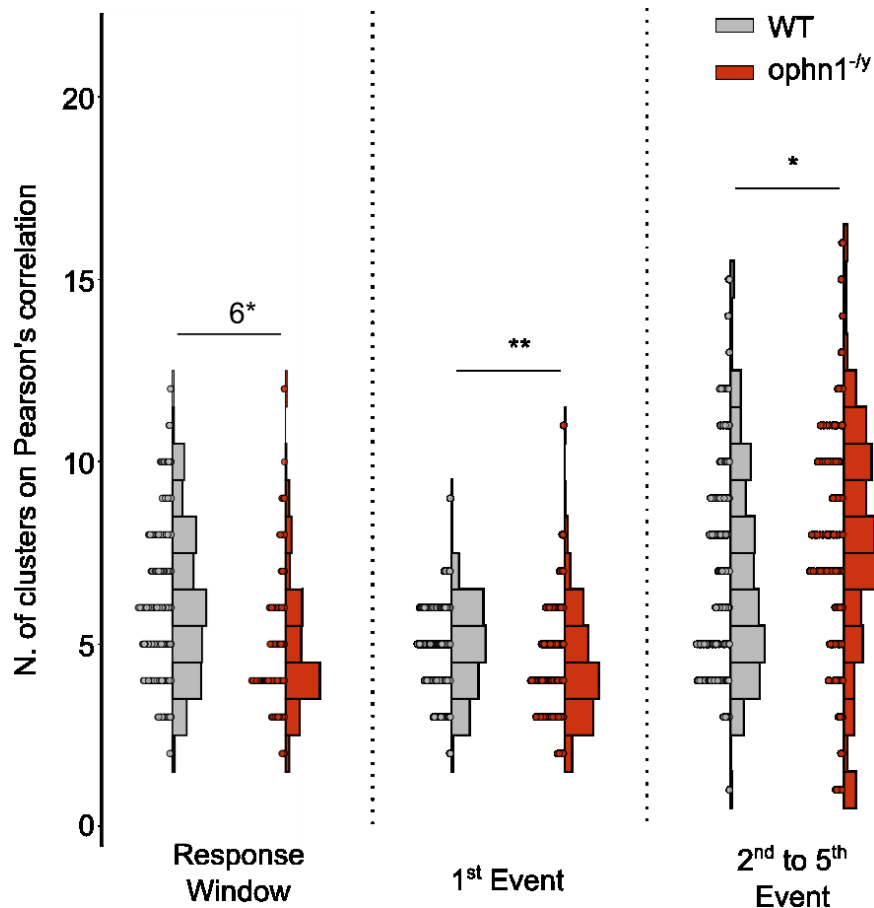 WT
ophn1-/y
20
15
10
5
0
N. of clusters on Pearson's correlation
6*
**
*
Response
Window
1st Event
2nd to 5th
Event